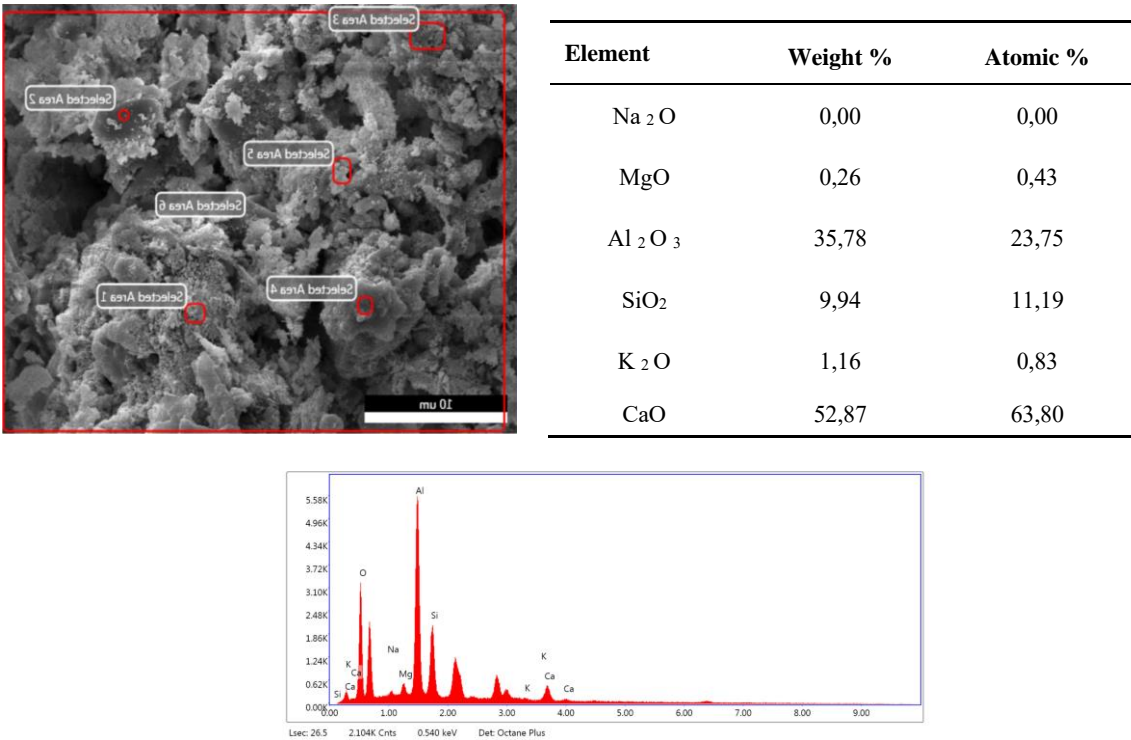 Selected Area 3
Selected Area 2
Selected Area 5
Selected Area 6
Selected Area 4
Selected Area 1
10 um
Element Weight % Atomic %
Na 2 O 0,00 0,00
MgO 0,26 0,43
Al 2 O 3 35,78 23,75
SiO2 9,94 11,19
K 2 O 1,16 0,83
CaO 52,87 63,80
5.58K
4.96K
4.34K
3.72K
3.10K
2.48K
1.86K
1.24K
0.62K
0.00K
Al
O
Si
Na
K
K
Ca
Mg
Ca
Ca
Si
K
Ca
0.00 1.00 2.00 3.00 4.00 5.00 6.00 7.00 8.00 9.00
Lsec: 26.5 2.104K Cnts 0.540 keV Det: Octane Plus